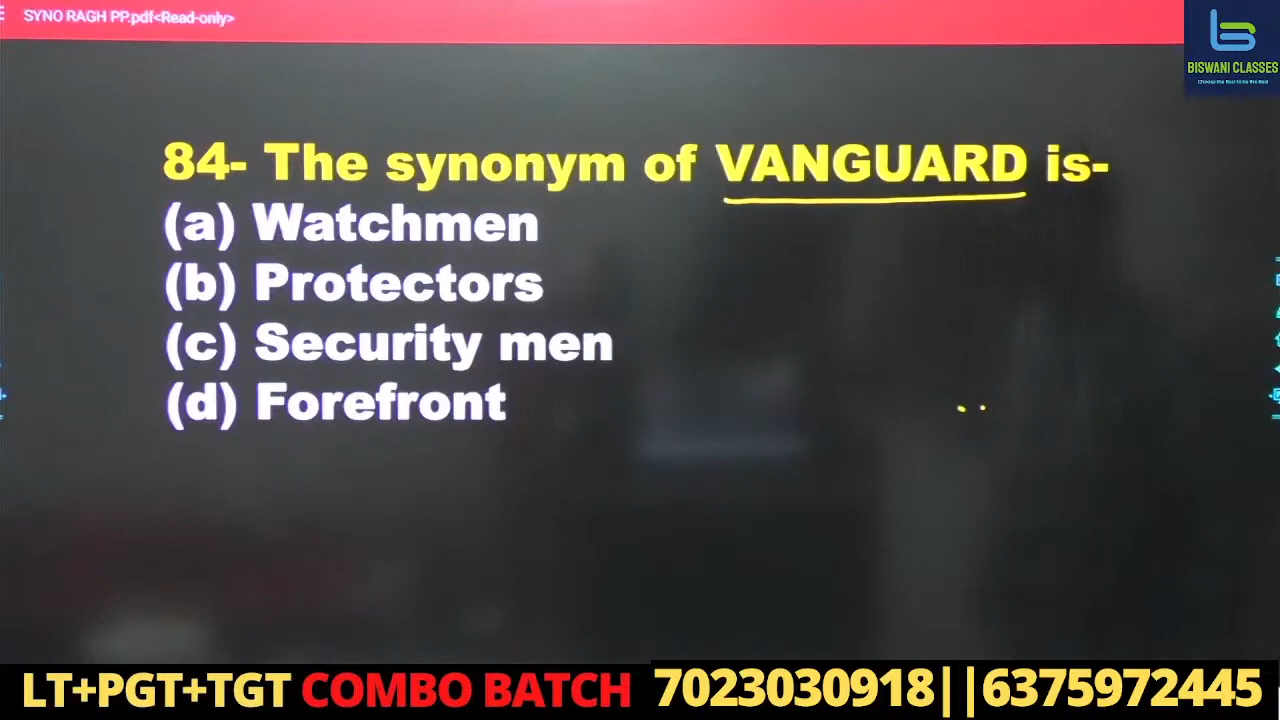 SYNO RAGH PP.pdf<Read-only>
BISWANI CLASSES
84- The synonym of VANGUARD is-
(a) Watchmen
(b) Protectors
(c) Security men
(d) Forefront
LT+PGT+TGT COMBO BATCH 7023030918||6375972445